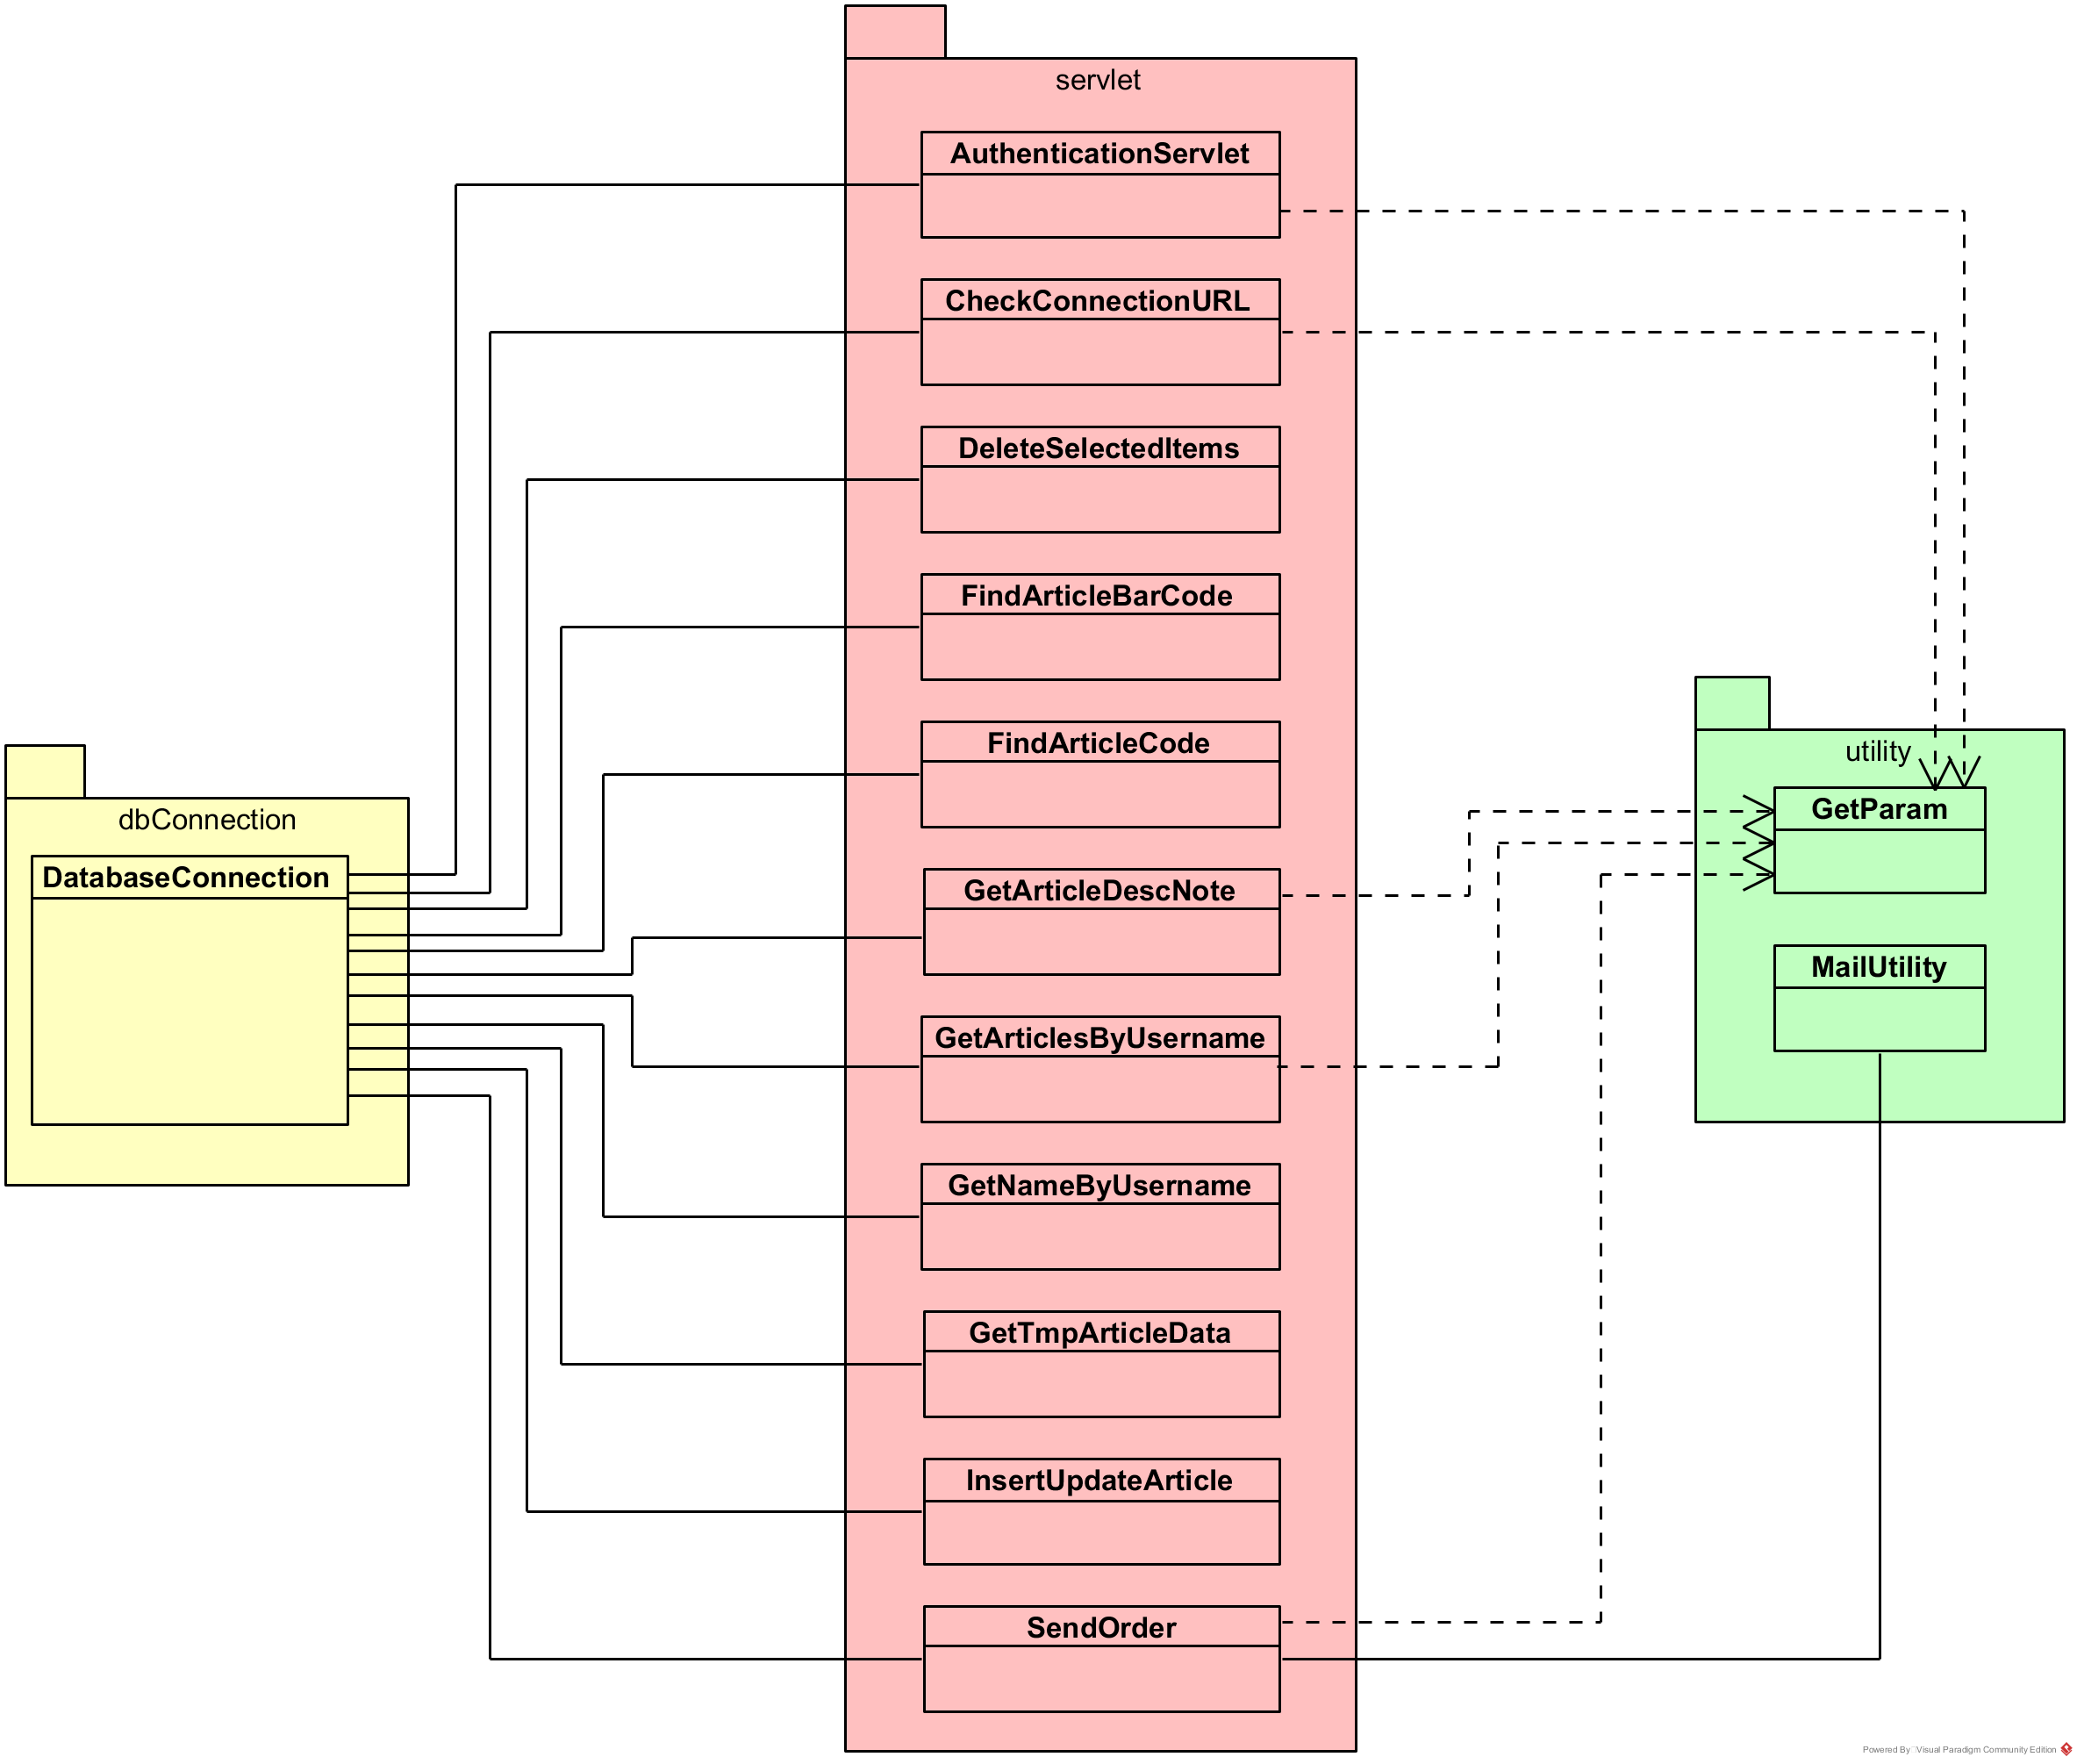 servlet
AuthenticationServlet
CheckConnectionURL
DeleteSelectedItems
FindArticleBarCode
FindArticleCode
GetArticleDescNote
GetArticlesByUsername
GetNameByUsername
GetTmpArticleData
InsertUpdateArticle
SendOrder
dbConnection
DatabaseConnection
utility
GetParam
MailUtility
Powered By Visual Paradigm Community Edition